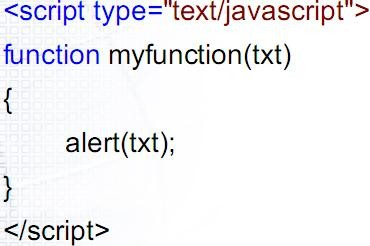 <script type="text/javascript">
function myfunction(txt)
{
alert(txt);
}
</script>